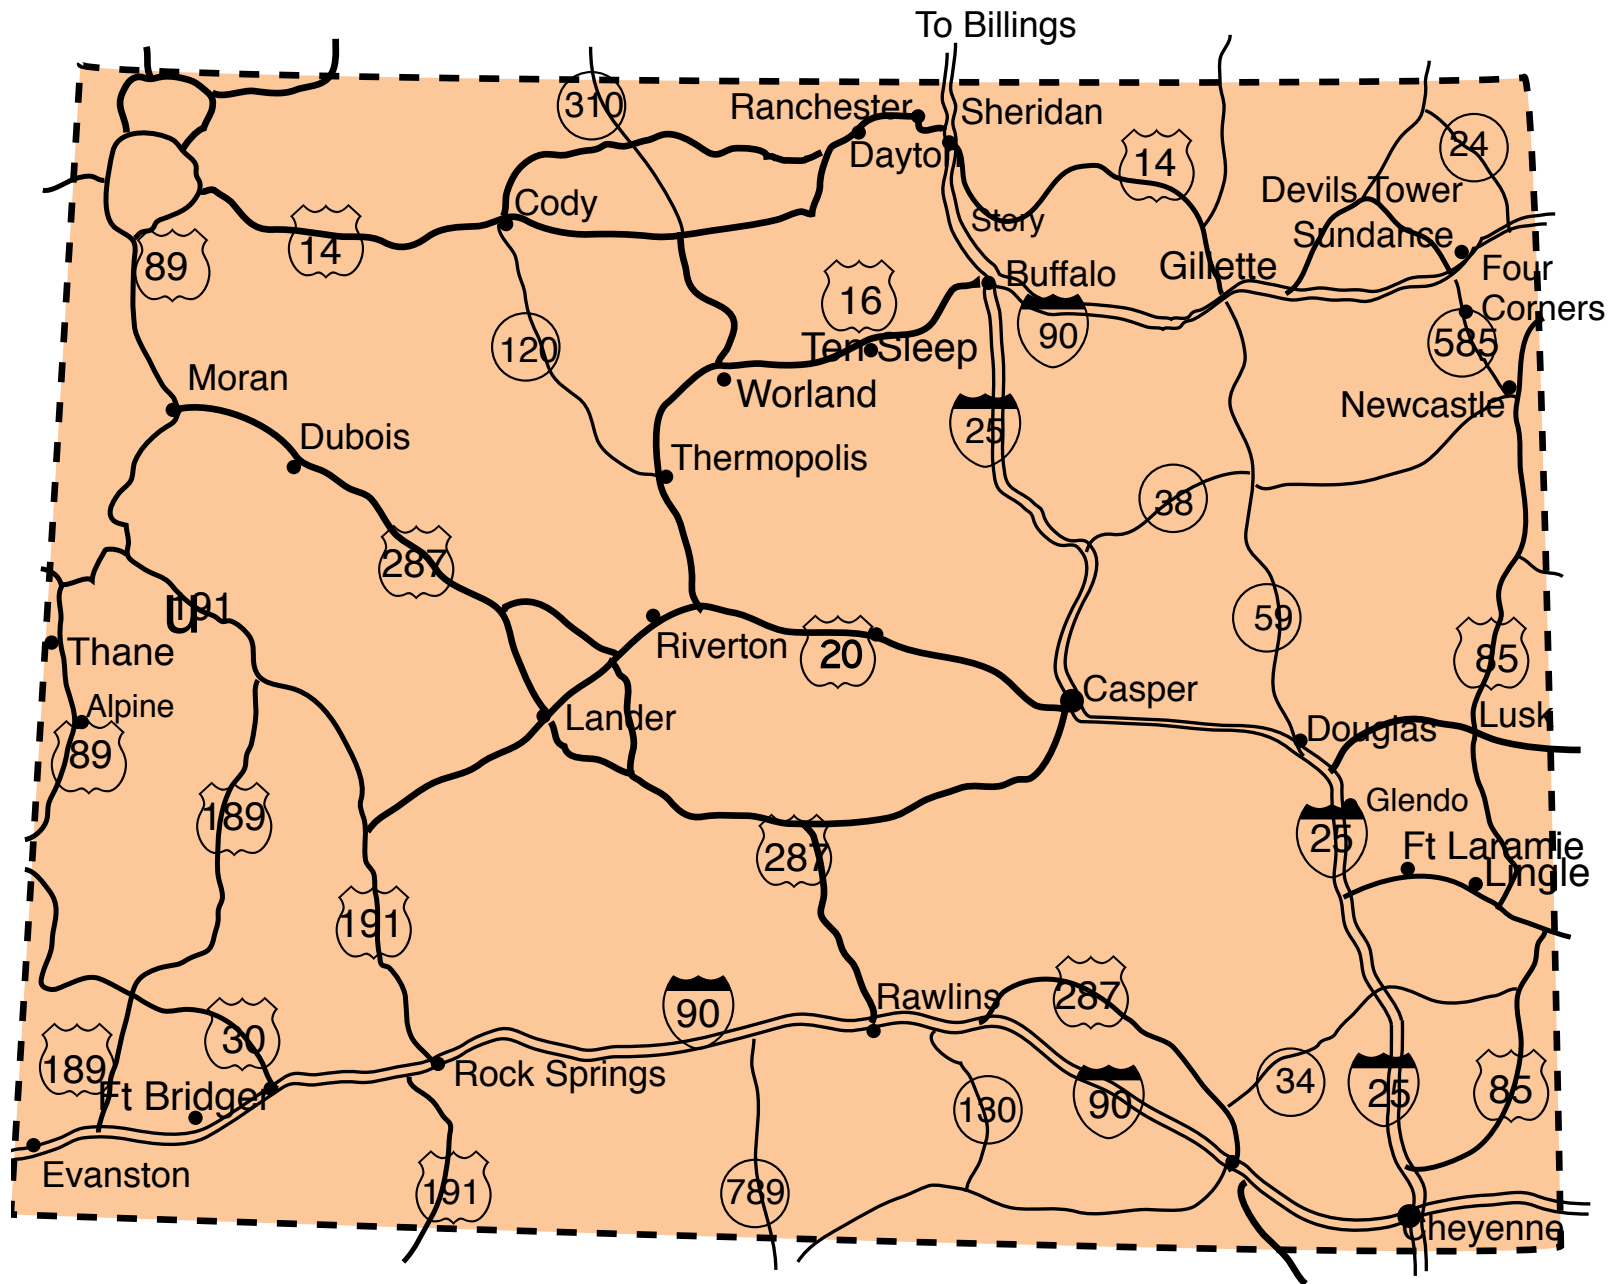 To Billings
310
Ranchester
Sheridan
Dayton
14
24
Devils Tower
Cody
Story
Sundance
89
14
Buffalo
Gillette
Four
Corners
16
90
120
Ten Sleep
585
Moran
Worland
Newcastle
25
Dubois
Thermopolis
38
287
u
191
59
Thane
Riverton
20
85
Alpine
Casper
Lander
Lusk
Douglas
89
189
Glendo
25
287
Ft Laramie
Lingle
191
90
Rawlins
287
30
189
Rock Springs
34
25
85
Ft Bridger
130
90
Evanston
191
789
Cheyenne